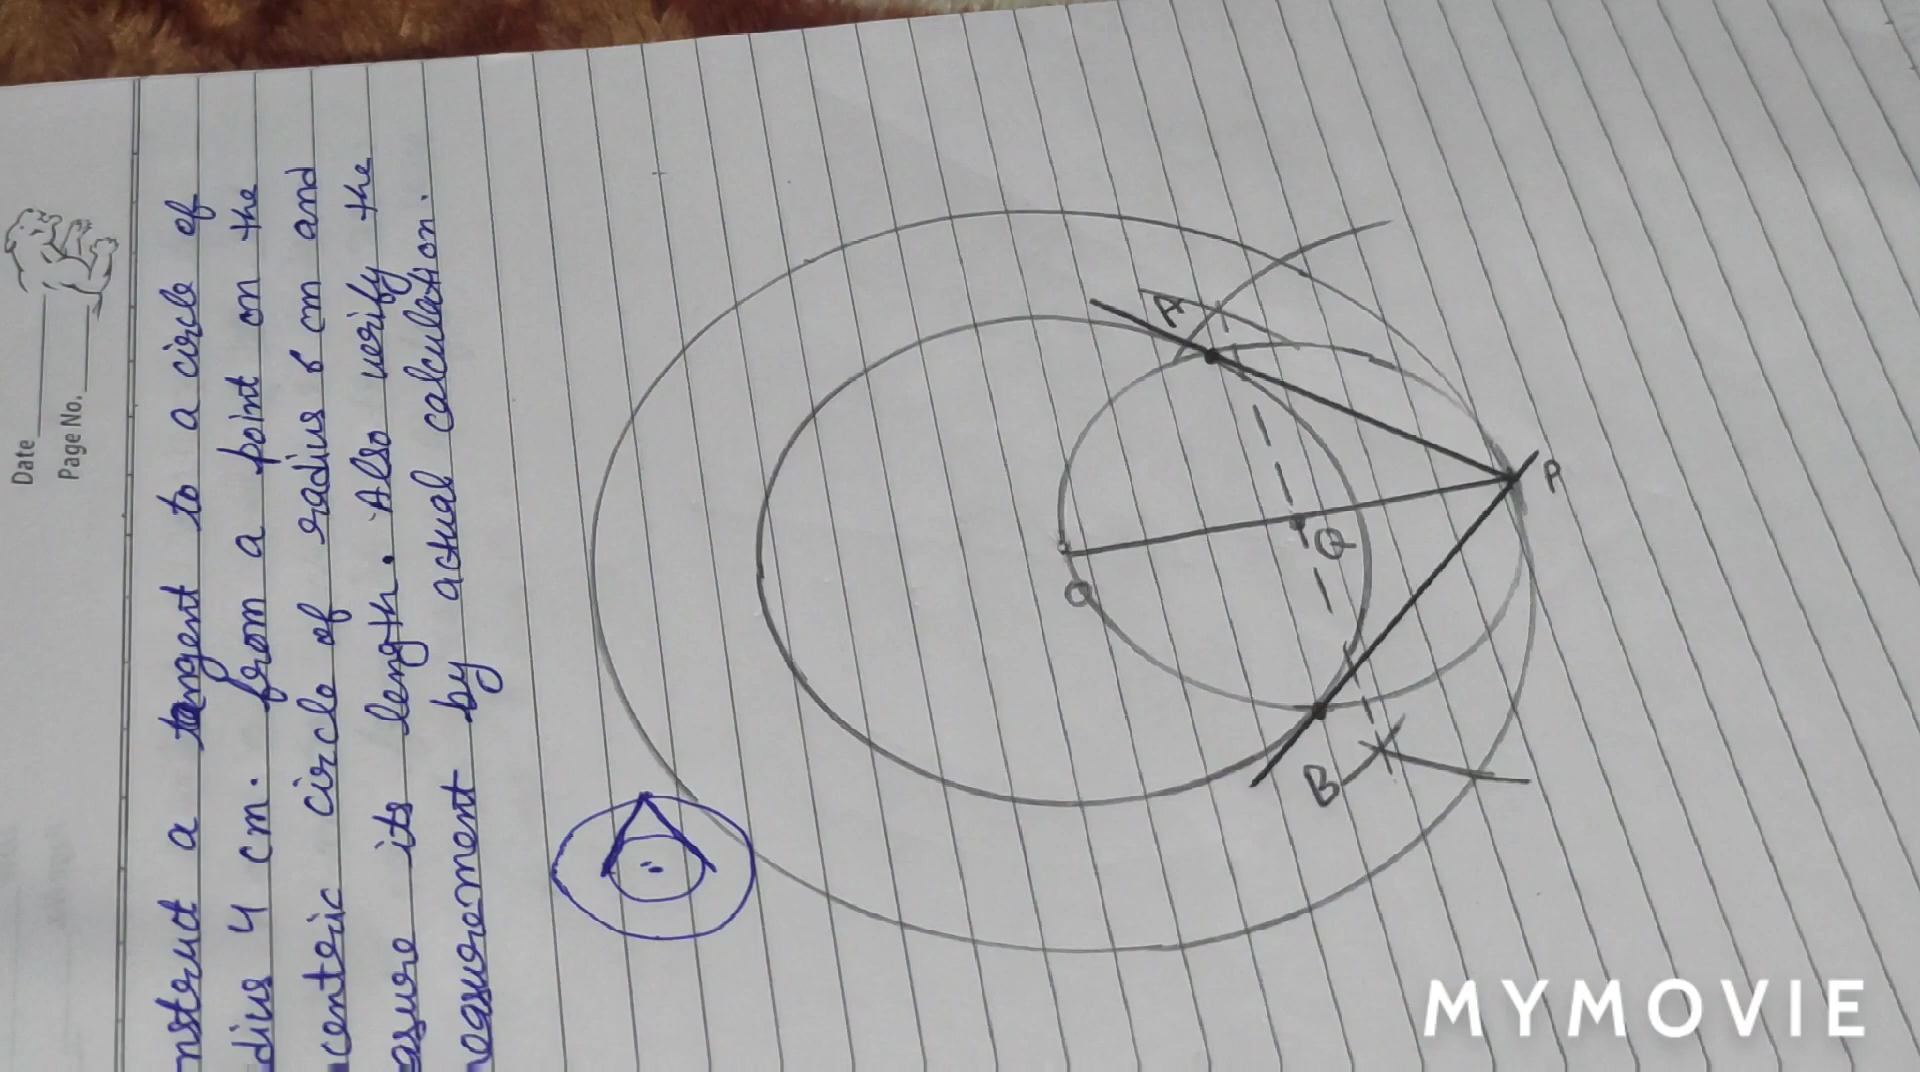 Date
Page No.
nstruct a tangent to a circle of
dius 4 cm. from a point on the
centeric circle of radius 6 cm and
asure its length. Also verify the
measurement by actual calculation.
A
P
Q
O
B
MYMOVIE